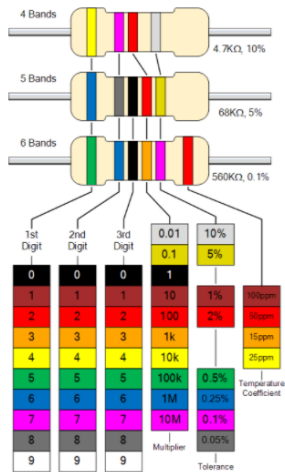 4 Bands
4.7KΩ, 10%
5 Bands
68KΩ, 5%
6 Bands
560KΩ, 0.1%
1st Digit
2nd Digit
3rd Digit
0.01 10%
0.1 5%
0 0 0 1
1 1 1 10 1% 100ppm
2 2 2 100 2% 50ppm
3 3 3 1k 15ppm
4 4 4 10k 25ppm
5 5 5 100k 0.5%
6 6 6 1M 0.25%
7 7 7 10M 0.1%
8 8 8 0.05%
9 9 9
Multiplier
Tolerance
Temperature
Coefficient